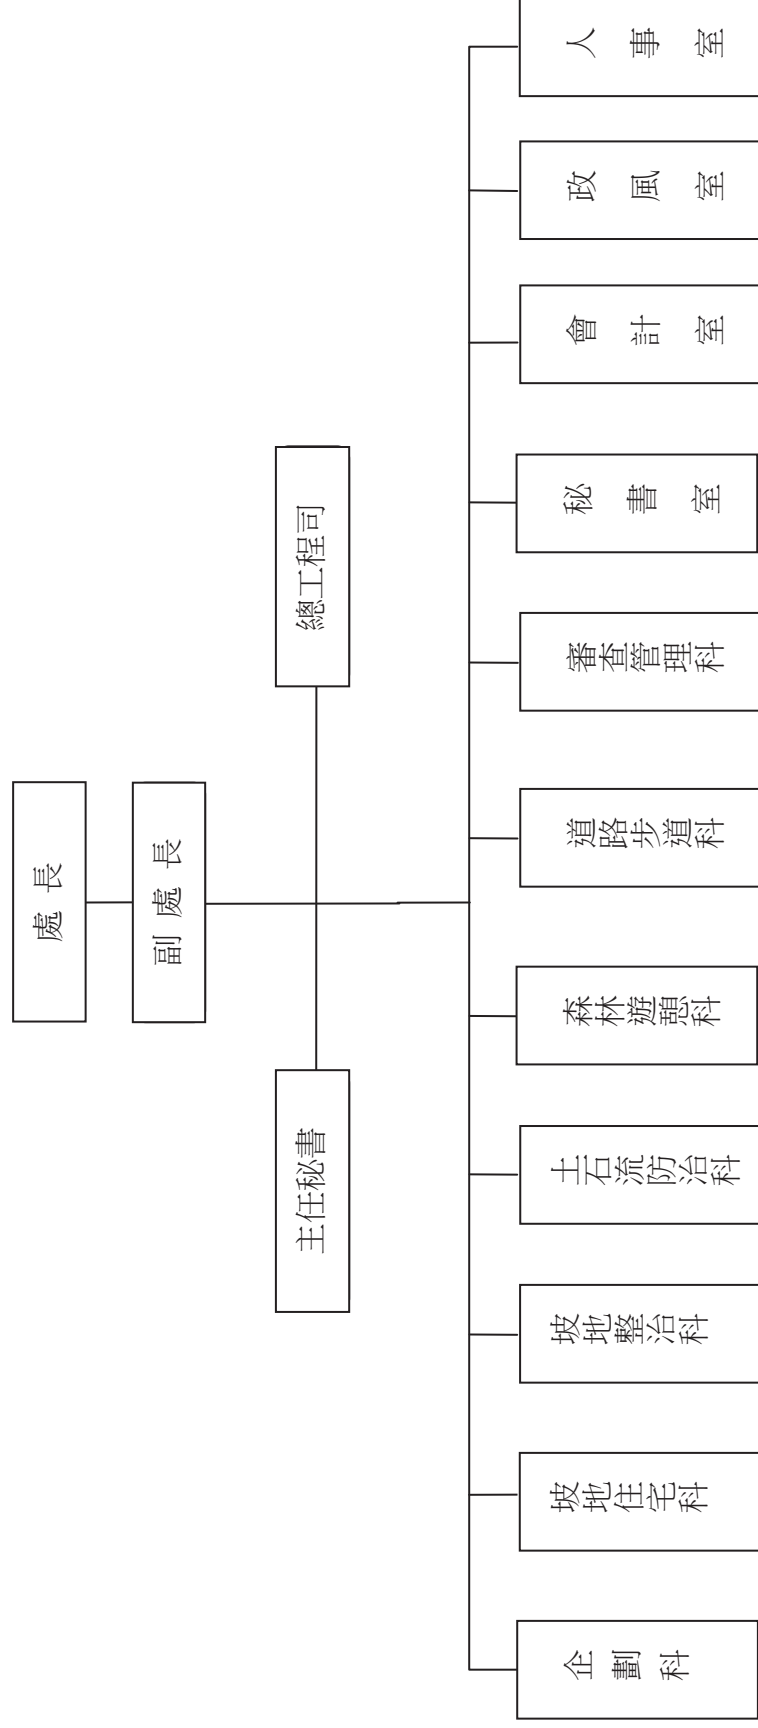 處 長
副 處 長
主任秘書
總工程司
企 劃 科
坡地住宅科
坡地整治科
土石流防治科
森林遊憩科
道路步道科
審查管理科
秘 書 室
會 計 室
政 風 室
人 事 室